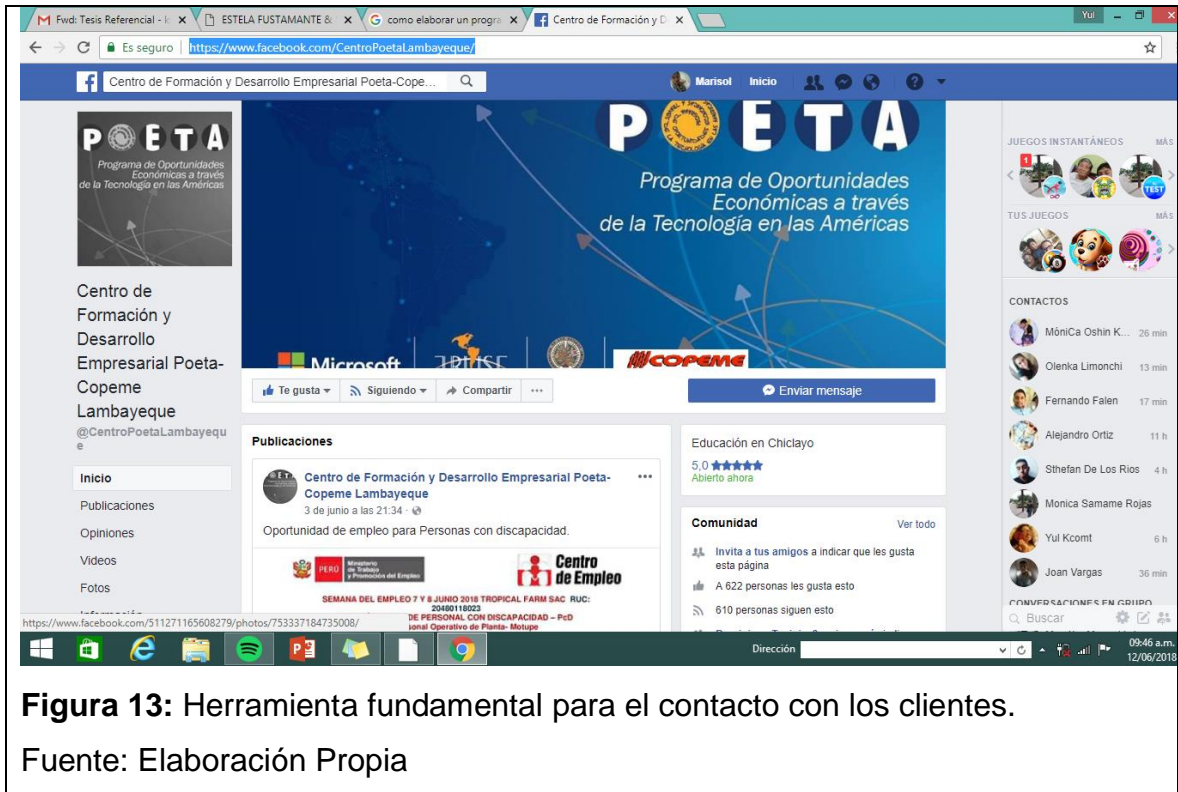 Fwd: Tesis Referencial - k
ESTELA FUSTAMANTE &
como elaborar un progra
Centro de Formación y D
Yul
Es seguro
https://www.facebook.com/CentroPoetaLambayeque/
Centro de Formación y Desarrollo Empresarial Poeta-Cope...
Marisol
Inicio
POETA
Programa de Oportunidades
Económicas a través
de la Tecnología en las Américas
Centro de
Formación y
Desarrollo
Empresarial Poeta-
Copeme
Lambayeque
@CentroPoetaLambayequ
e
Inicio
Publicaciones
Opiniones
Videos
Fotos
POETA
Programa de Oportunidades
Económicas a través
de la Tecnología en las Américas
Microsoft
COPEME
Te gusta
Siguiendo
Compartir
Enviar mensaje
Publicaciones
Centro de Formación y Desarrollo Empresarial Poeta-
Copeme Lambayeque
3 de junio a las 21:34
Oportunidad de empleo para Personas con discapacidad.
PERÚ
Ministerio
de Trabajo
y Promoción del Empleo
Centro
de Empleo
SEMANA DEL EMPLEO 7 Y 8 JUNIO 2018 TROPICAL FARM SAC RUC:
20480118023
DE PERSONAL CON DISCAPACIDAD – PcD
onal Operativo de Planta- Motupe
Educación en Chiclayo
5,0
Abierto ahora
Comunidad
Ver todo
Invita a tus amigos a indicar que les gusta
esta página
A 622 personas les gusta esto
610 personas siguen esto
JUEGOS INSTANTÁNEOS
MÁS
1
TEST
TUS JUEGOS
MÁS
CONTACTOS
MóniCa Oshin K... 26 min
Olenka Limonchi 13 min
Fernando Falen 17 min
Alejandro Ortiz 11 h
Sthefan De Los Rios 4 h
Monica Samame Rojas
Yul Kcomt 6 h
Joan Vargas 36 min
CONVERSACIONES EN GRUPO
Buscar
https://www.facebook.com/511271165608279/photos/753337184735008/
Dirección
09:46 a.m.
12/06/2018
Figura 13: Herramienta fundamental para el contacto con los clientes.
Fuente: Elaboración Propia